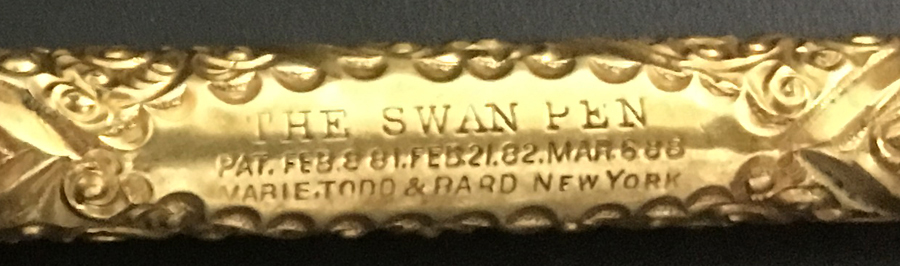 THE SWAN PEN
PAT. FEB.8 81.FEB.21.82.MAR.6 88
MABIE.TODD & BARD NEW YORK